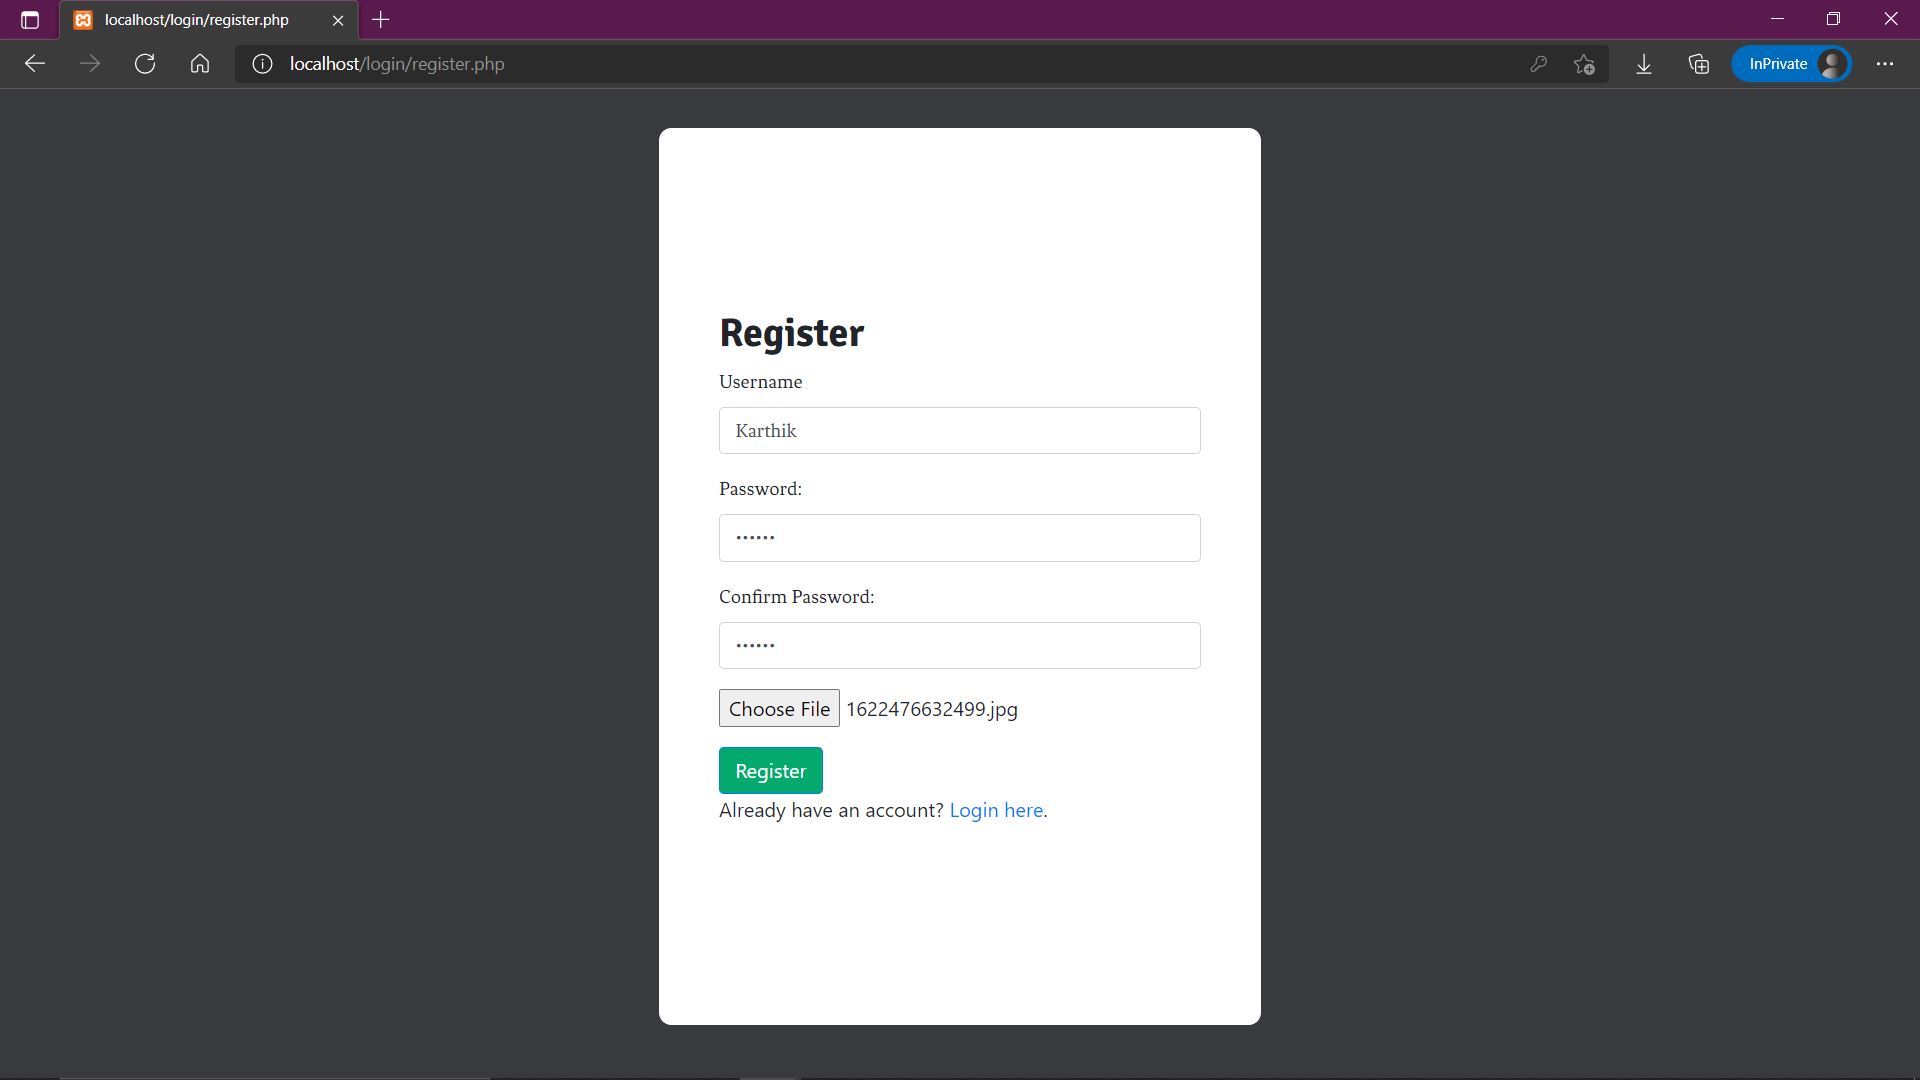 localhost/login/register.php
localhost/login/register.php
InPrivate
Register
Username
Karthik
Password:
••••••
Confirm Password:
••••••
Choose File 1622476632499.jpg
Register
Already have an account? Login here.